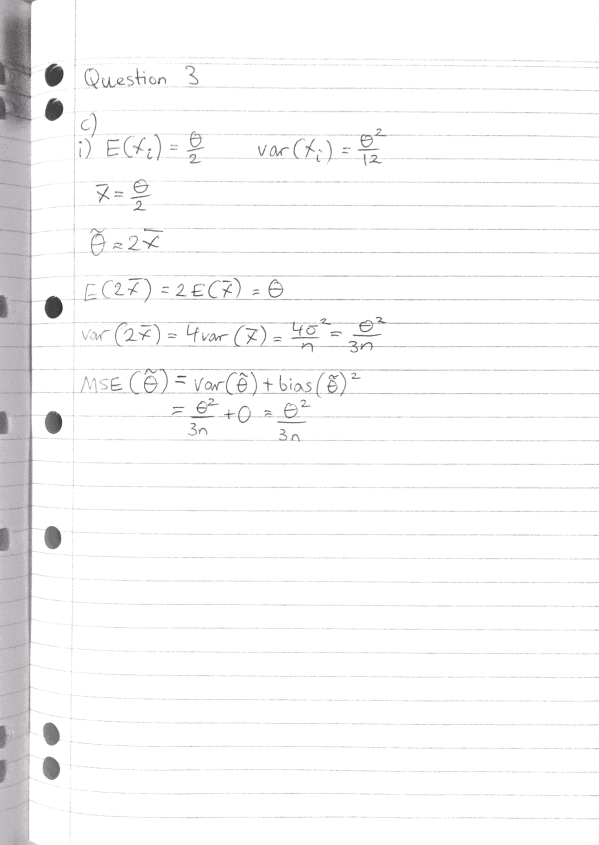 Question 3
c)
i) E(Xᵢ) = θ/2 var(Xᵢ) = θ²/12
x̄ = θ/2
θ̃ = 2x̄
E(2x̄) = 2E(x̄) = θ
var(2x̄) = 4var(x̄) = 4σ²/n = θ²/3n
MSE(θ̃) = var(θ̃) + bias(θ̃)²
= θ²/3n + 0 = θ²/3n